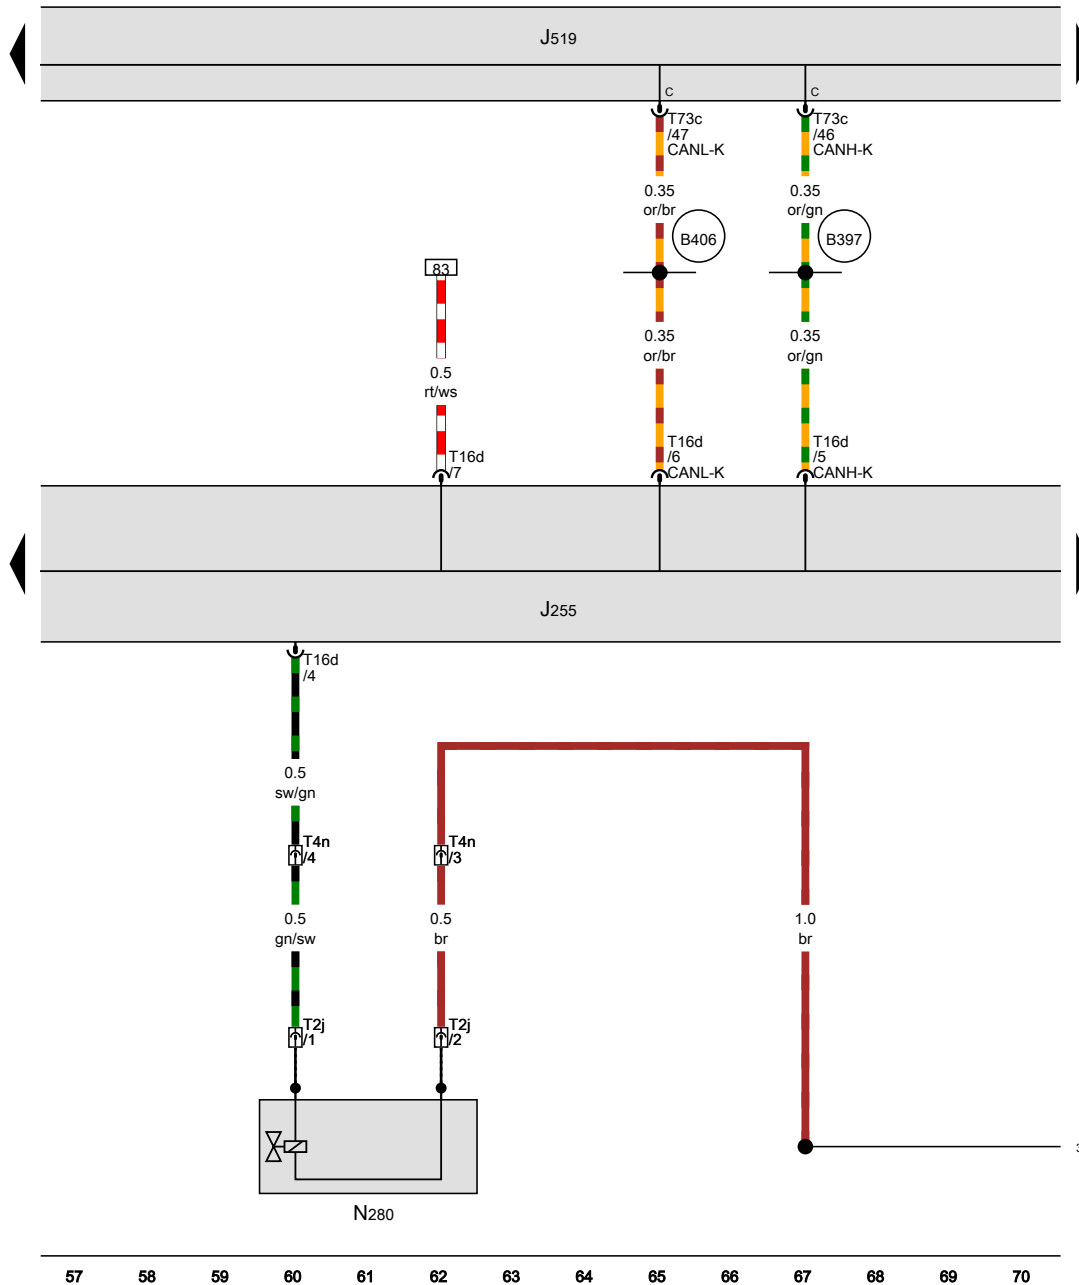 J519
C
C
T73c
/47
CANL-K
T73c
/46
CANH-K
0.35
or/br
0.35
or/gn
B406
B397
83
0.35
or/br
0.35
or/gn
0.5
rt/ws
T16d
/7
T16d
/6
CANL-K
T16d
/5
CANH-K
J255
T16d
/4
0.5
sw/gn
T4n
/4
T4n
/3
0.5
gn/sw
0.5
br
1.0
br
T2j
/1
T2j
/2
N280
57 58 59 60 61 62 63 64 65 66 67 68 69 70